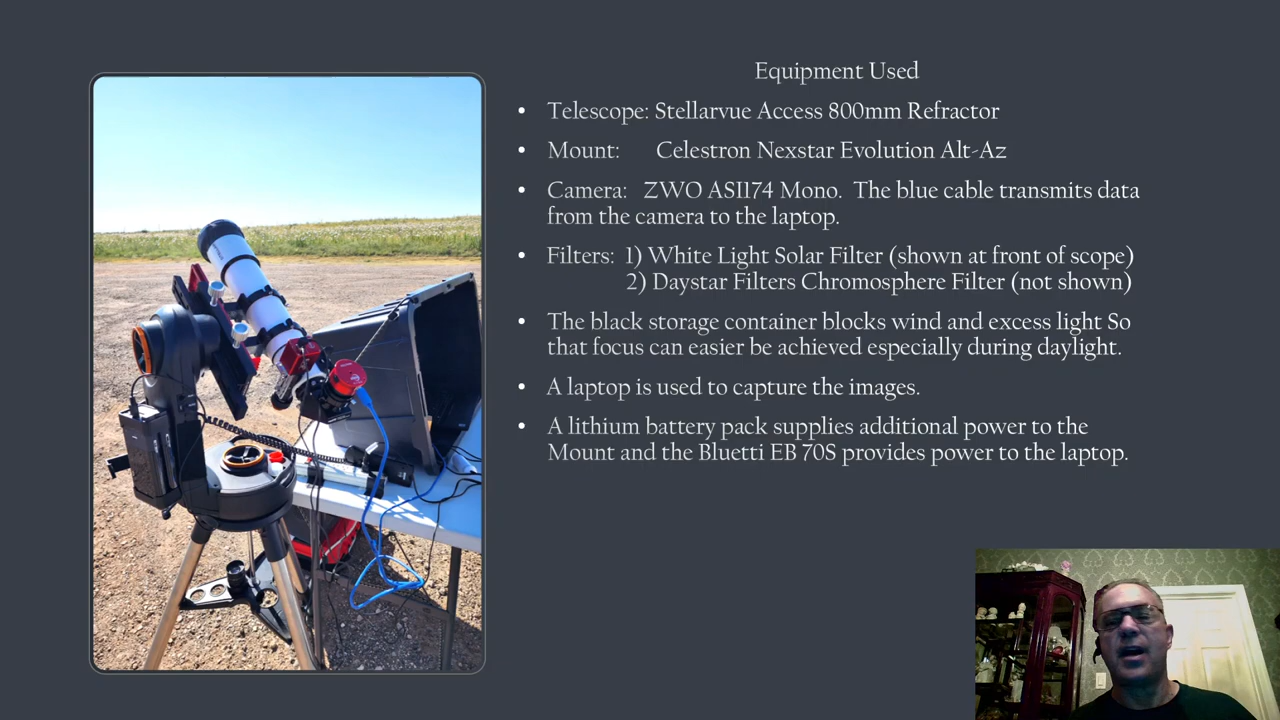 Equipment Used
• Telescope: Stellarvue Access 800mm Refractor
• Mount: Celestron Nexstar Evolution Alt-Az
• Camera: ZWO ASI174 Mono. The blue cable transmits data
from the camera to the laptop.
• Filters: 1) White Light Solar Filter (shown at front of scope)
2) Daystar Filters Chromosphere Filter (not shown)
• The black storage container blocks wind and excess light So
that focus can easier be achieved especially during daylight.
• A laptop is used to capture the images.
• A lithium battery pack supplies additional power to the
Mount and the Bluetti EB 70S provides power to the laptop.